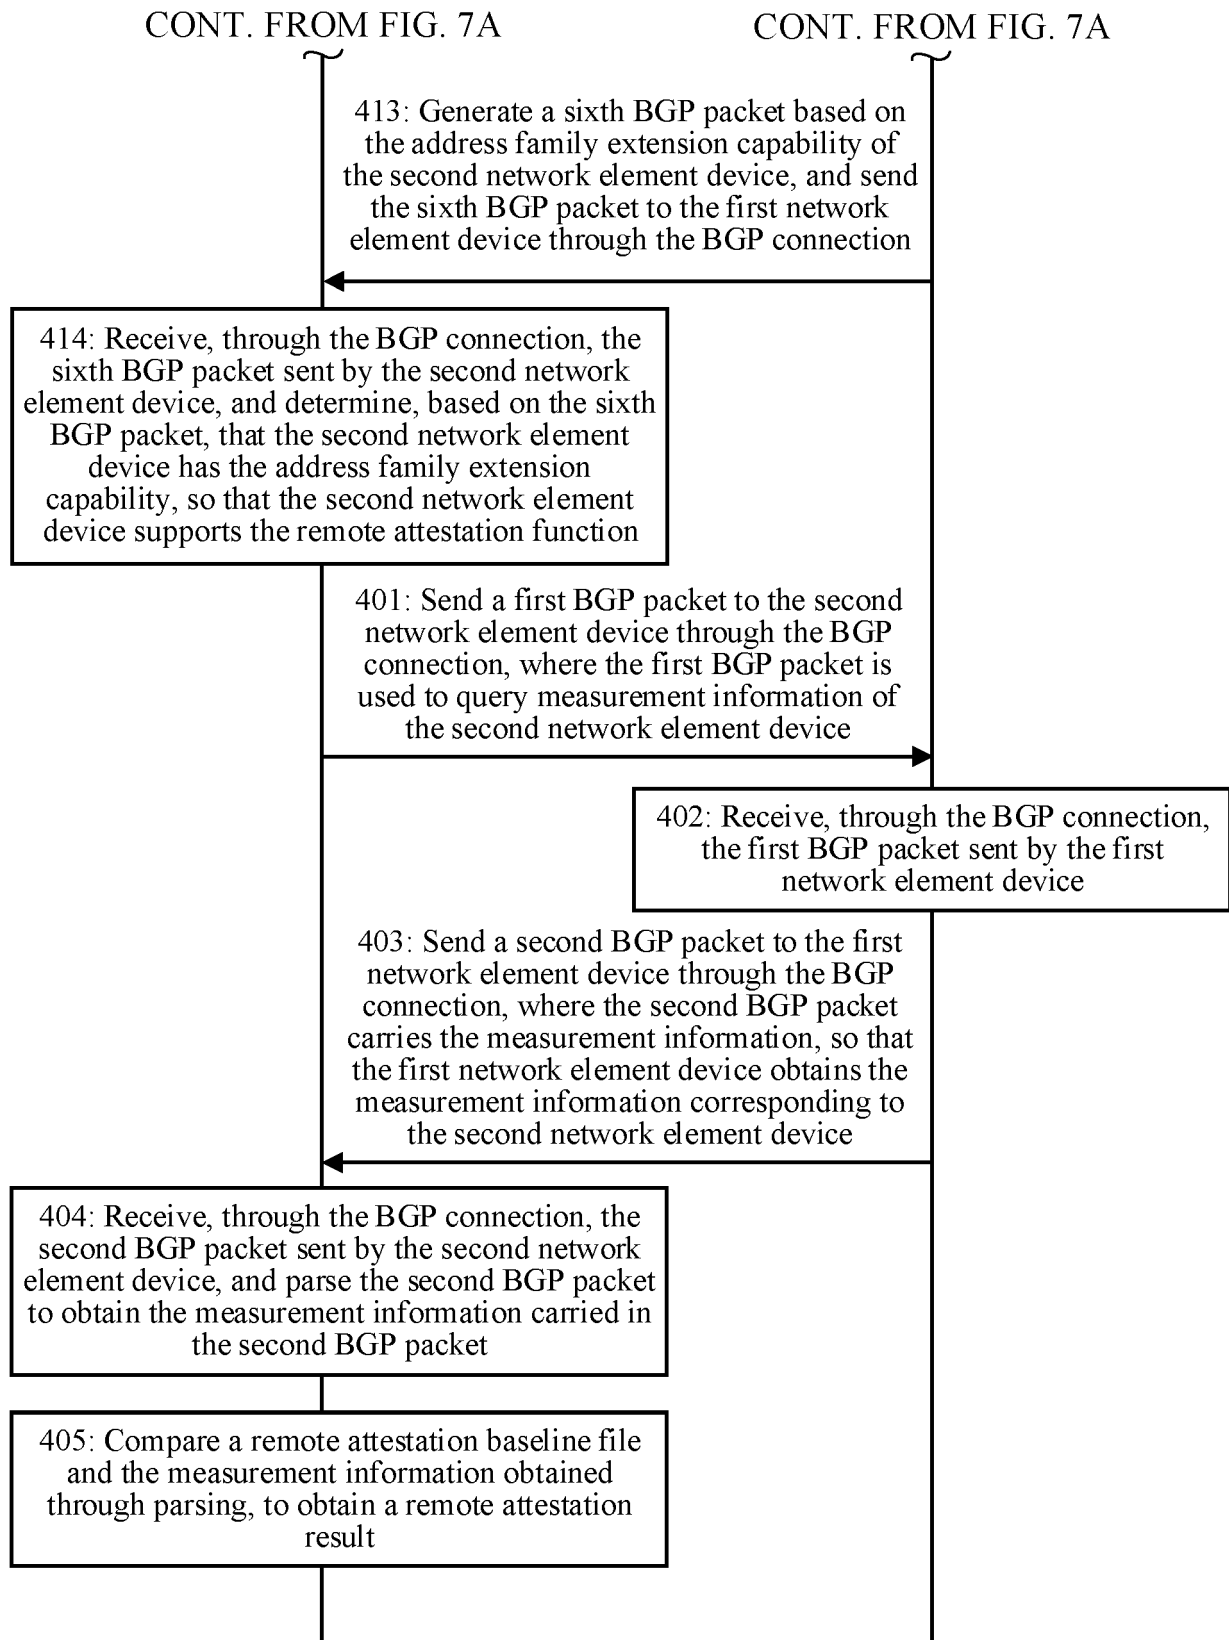 CONT. FROM FIG. 7A
CONT. FROM FIG. 7A
413: Generate a sixth BGP packet based on
the address family extension capability of
the second network element device, and send
the sixth BGP packet to the first network
element device through the BGP connection
414: Receive, through the BGP connection, the
sixth BGP packet sent by the second network
element device, and determine, based on the sixth
BGP packet, that the second network element
device has the address family extension
capability, so that the second network element
device supports the remote attestation function
401: Send a first BGP packet to the second
network element device through the BGP
connection, where the first BGP packet is
used to query measurement information of
the second network element device
402: Receive, through the BGP connection,
the first BGP packet sent by the first
network element device
403: Send a second BGP packet to the first
network element device through the BGP
connection, where the second BGP packet
carries the measurement information, so that
the first network element device obtains the
measurement information corresponding to
the second network element device
404: Receive, through the BGP connection, the
second BGP packet sent by the second network
element device, and parse the second BGP packet
to obtain the measurement information carried in
the second BGP packet
405: Compare a remote attestation baseline file
and the measurement information obtained
through parsing, to obtain a remote attestation
result